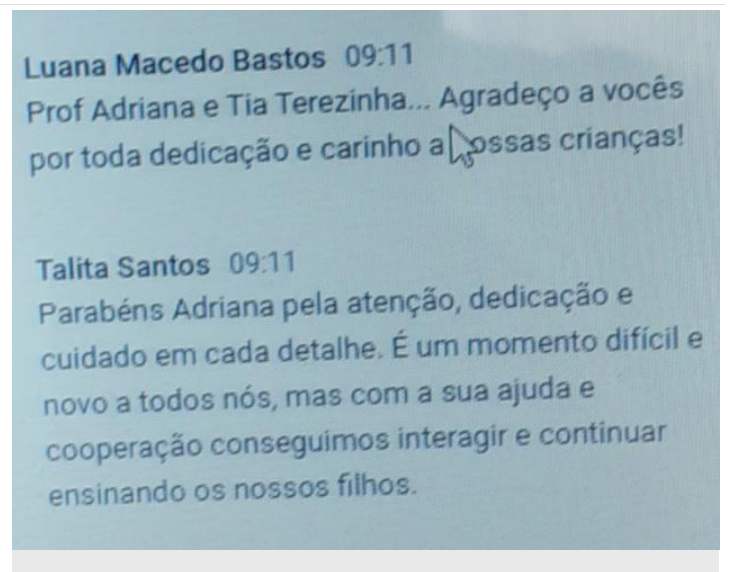 Luana Macedo Bastos 09:11
Prof Adriana e Tia Terezinha... Agradeço a vocês
por toda dedicação e carinho a nossas crianças!
Talita Santos 09:11
Parabéns Adriana pela atenção, dedicação e
cuidado em cada detalhe. É um momento difícil e
novo a todos nós, mas com a sua ajuda e
cooperação conseguimos interagir e continuar
ensinando os nossos filhos.